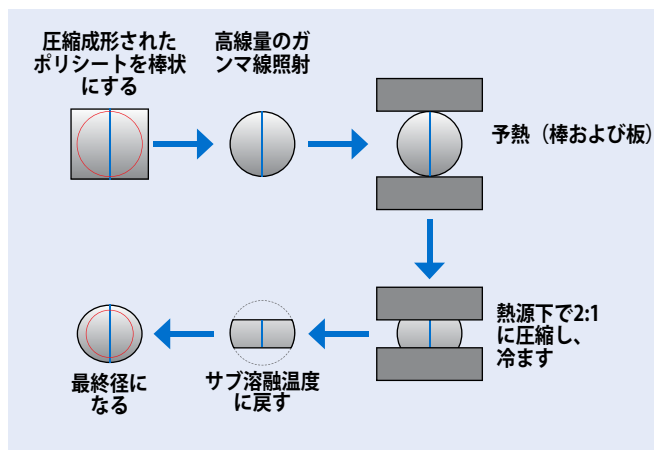 圧縮成形された
ポリシートを棒状
にする
高線量のガ
ンマ線照射
予熱（棒および板）
熱源下で2:1
に圧縮し、
冷ます
サブ溶融温度
に戻す
最終径に
なる